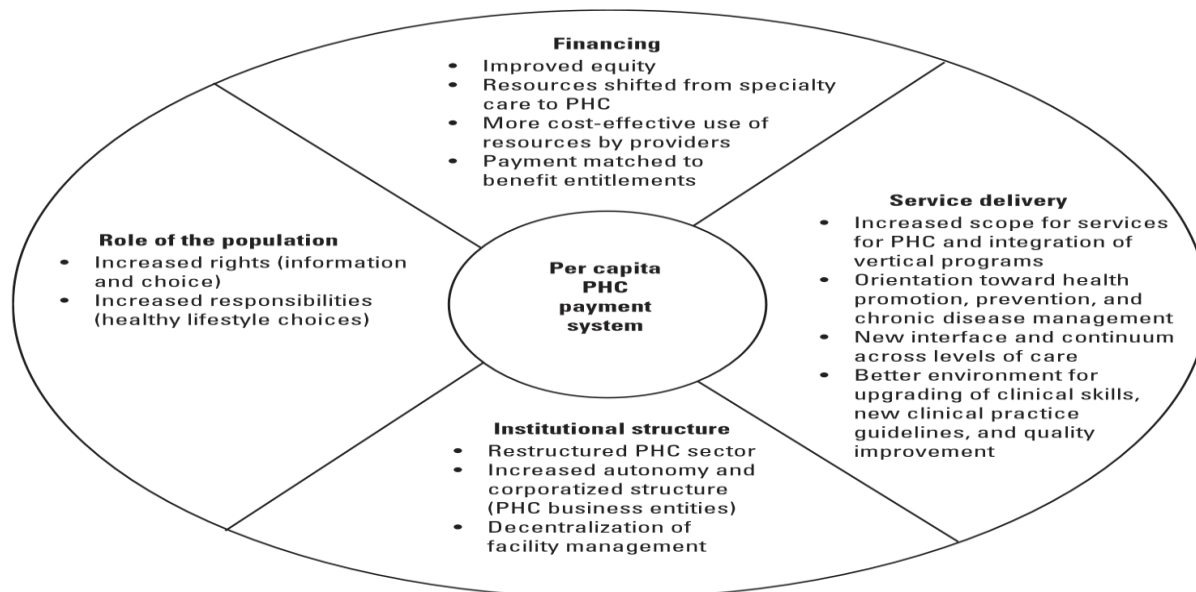 Financing
• Improved equity
• Resources shifted from specialty
care to PHC
• More cost-effective use of
resources by providers
• Payment matched to
benefit entitlements
Role of the population
• Increased rights (information
and choice)
• Increased responsibilities
(healthy lifestyle choices)
Per capita
PHC
payment
system
Service delivery
• Increased scope for services
for PHC and integration of
vertical programs
• Orientation toward health
promotion, prevention, and
chronic disease management
• New interface and continuum
across levels of care
• Better environment for
upgrading of clinical skills,
new clinical practice
guidelines, and quality
improvement
Institutional structure
• Restructured PHC sector
• Increased autonomy and
corporatized structure
(PHC business entities)
• Decentralization of
facility management